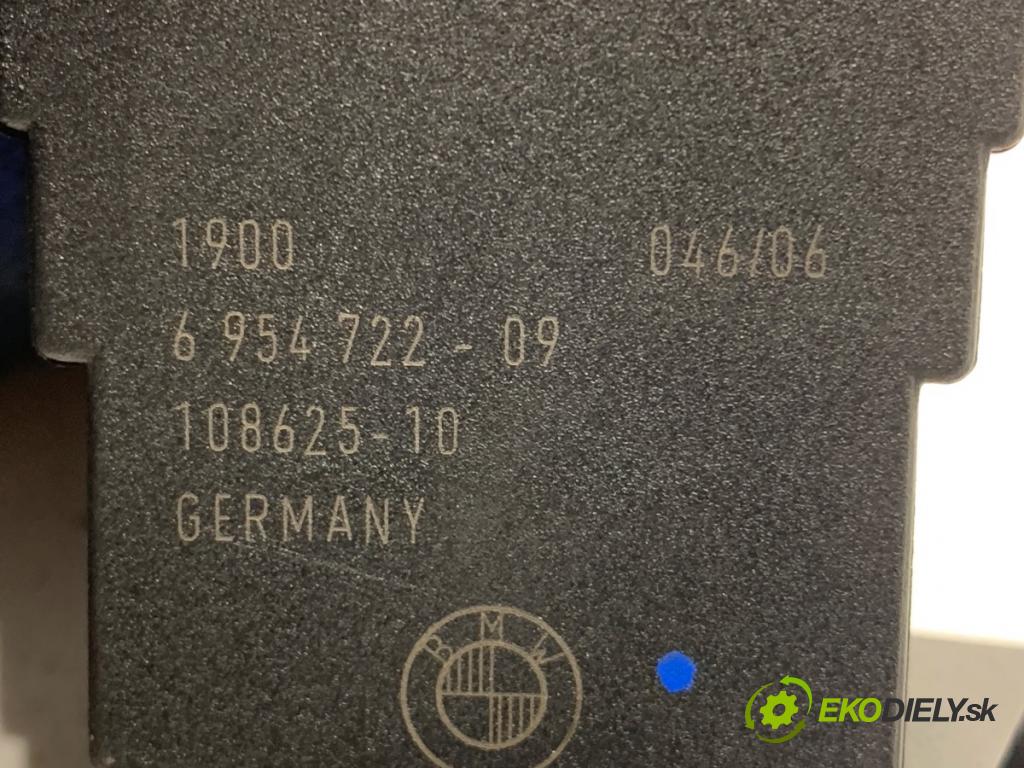 1900 046/06
6 954 722 - 09
108625-10
GERMANY
BMW
EKODIELY.sk